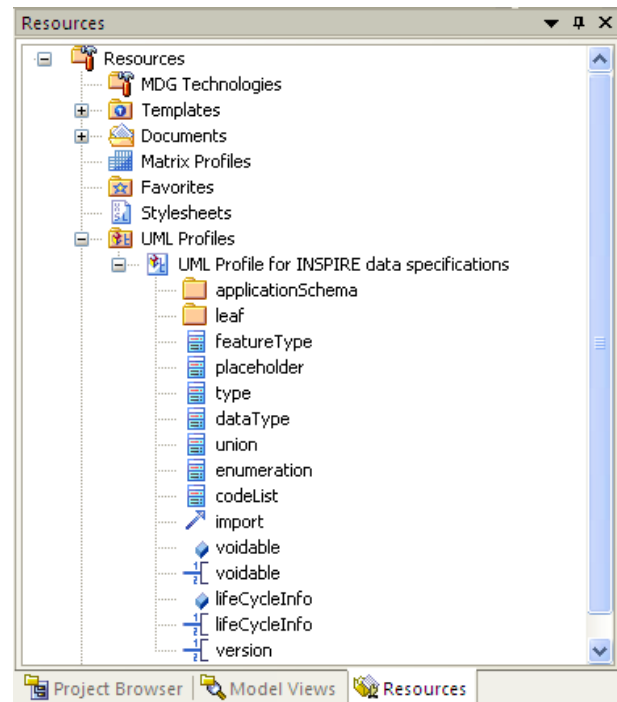 Resources
Resources
MDG Technologies
Templates
Documents
Matrix Profiles
Favorites
Stylesheets
UML Profiles
UML Profile for INSPIRE data specifications
applicationSchema
leaf
featureType
placeholder
type
dataType
union
enumeration
codeList
import
voidable
voidable
lifeCycleInfo
lifeCycleInfo
version
Project Browser Model Views Resources